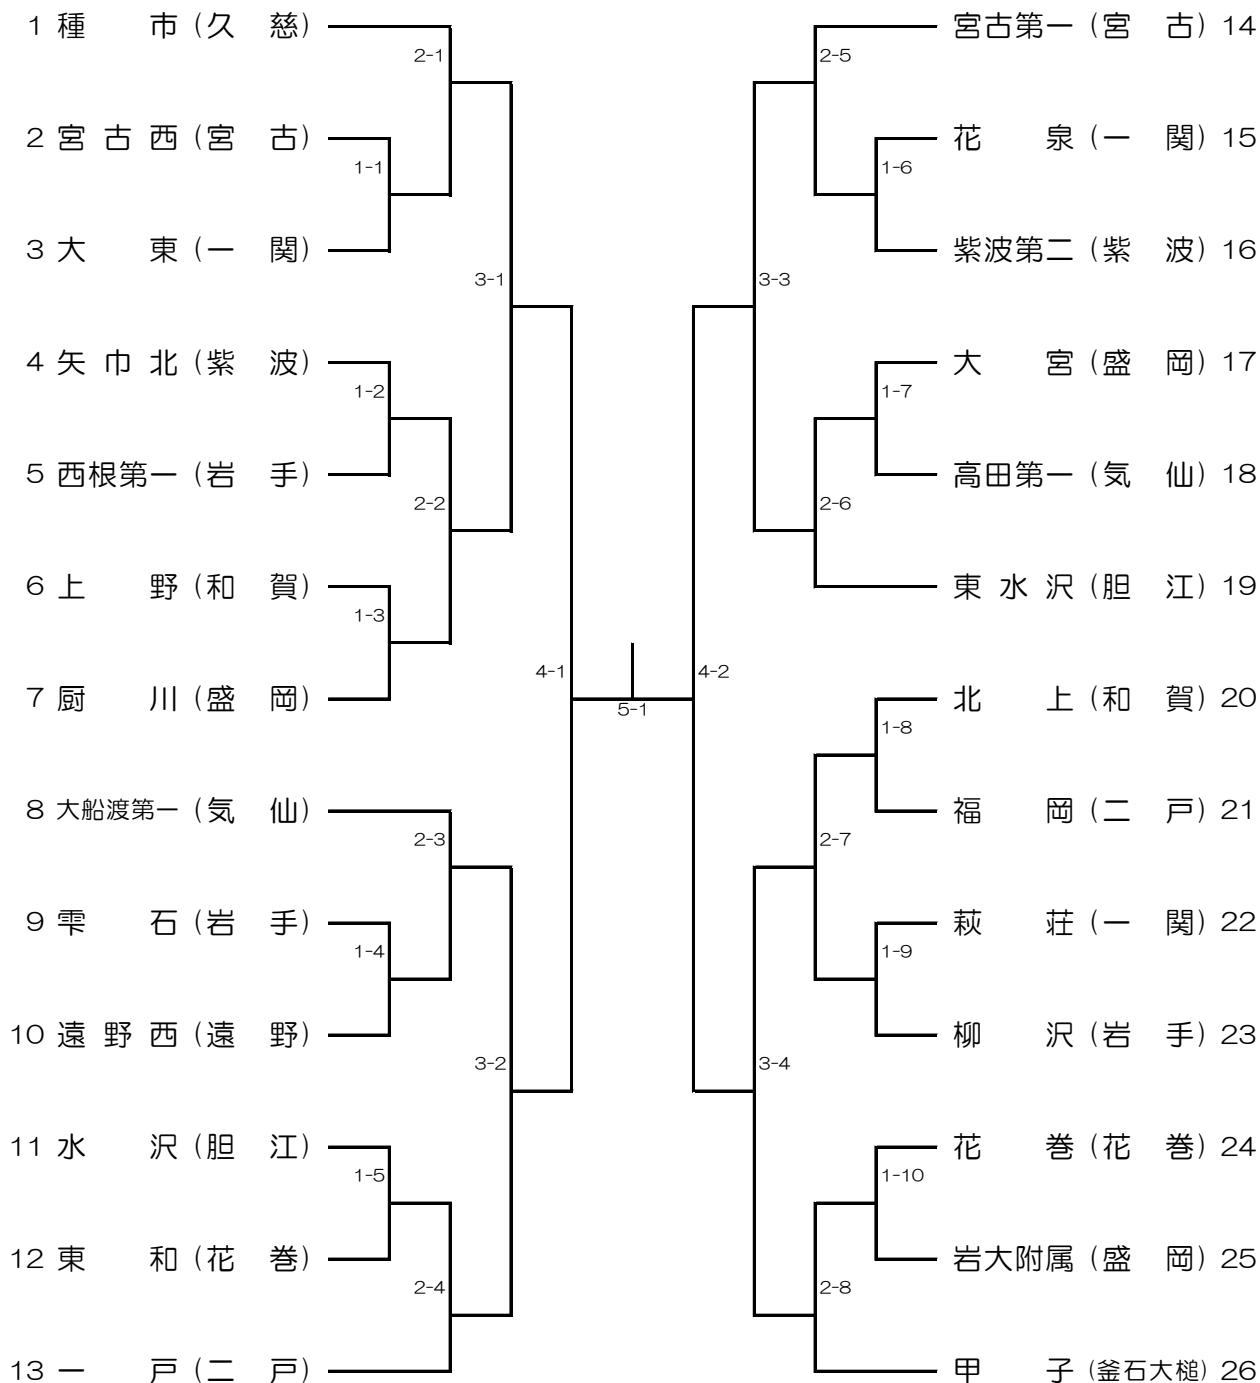 1 種 市 (久 慈)
2-1
2 宮 古 西 (宮 古)
1-1
3 大 東 (一 関)
3-1
4 矢 巾 北 (紫 波)
1-2
5 西根第一 (岩 手)
2-2
6 上 野 (和 賀)
1-3
7 厨 川 (盛 岡)
4-1
8 大船渡第一 (気 仙)
2-3
9 雫 石 (岩 手)
1-4
10 遠 野 西 (遠 野)
3-2
11 水 沢 (胆 江)
1-5
12 東 和 (花 巻)
2-4
13 一 戸 (二 戸)
5-1
宮古第一 (宮 古) 14
2-5
花 泉 (一 関) 15
1-6
紫波第二 (紫 波) 16
3-3
大 宮 (盛 岡) 17
1-7
高田第一 (気 仙) 18
2-6
東 水 沢 (胆 江) 19
4-2
北 上 (和 賀) 20
1-8
福 岡 (二 戸) 21
2-7
萩 荘 (一 関) 22
1-9
柳 沢 (岩 手) 23
3-4
花 巻 (花 巻) 24
1-10
岩大附属 (盛 岡) 25
2-8
甲 子 (釜石大槌) 26